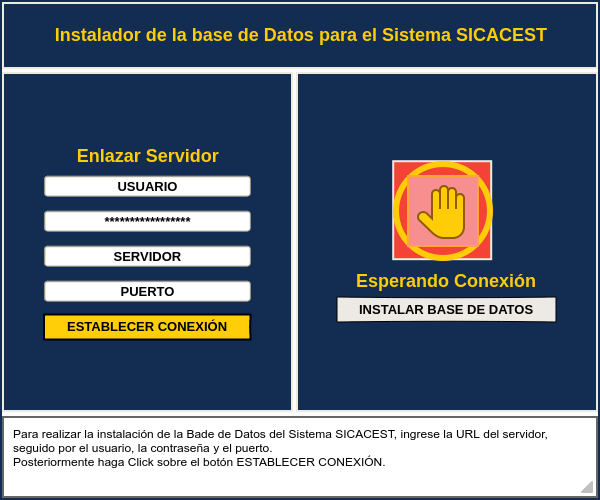 Instalador de la base de Datos para el Sistema SICACEST
Enlazar Servidor
USUARIO
*****************
SERVIDOR
PUERTO
ESTABLECER CONEXIÓN
Esperando Conexión
INSTALAR BASE DE DATOS
Para realizar la instalación de la Bade de Datos del Sistema SICACEST, ingrese la URL del servidor,
seguido por el usuario, la contraseña y el puerto.
Posteriormente haga Click sobre el botón ESTABLECER CONEXIÓN.